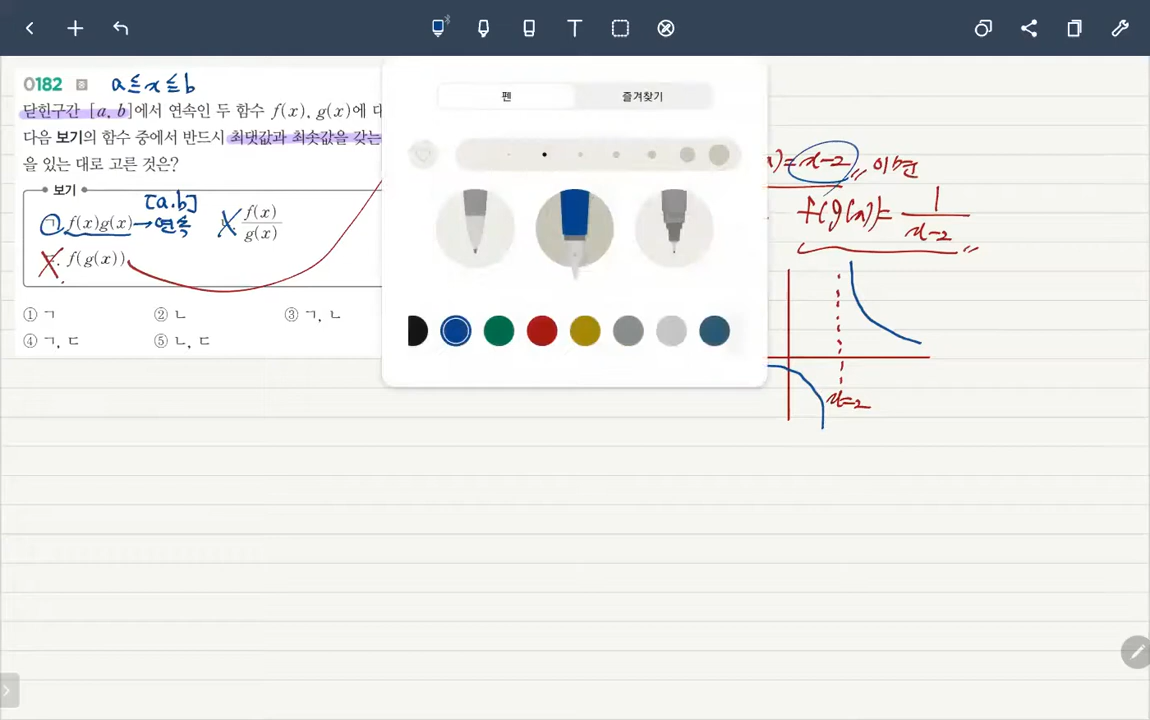 펜
즐겨찾기
0182
a≦x≦b
닫힌구간 [a, b]에서 연속인 두 함수 f(x), g(x)에 대
다음 보기의 함수 중에서 반드시 최댓값과 최솟값을 갖는
을 있는 대로 고른 것은?
보기
[a.b]
ㄱ. f(x)g(x) → 연속
f(x)/g(x)
f(g(x))
① ㄱ
② ㄴ
③ ㄱ, ㄴ
④ ㄱ, ㄷ
⑤ ㄴ, ㄷ
)=x-2,, 이라면
f(g(x))= 1/x-2
x=2